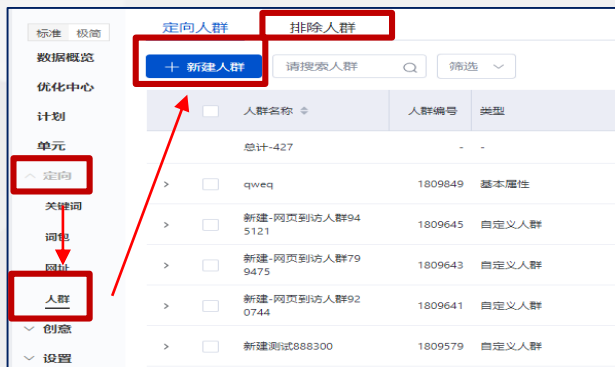 标准 极简
数据概览
优化中心
计划
单元
定向
关键词
词包
网址
人群
创意
设置
定向人群 排除人群
+ 新建人群 请搜索人群 筛选
人群名称 人群编号 类型
总计-427 - -
qweq 1809849 基本属性
新建-网页到访人群94
5121 1809645 自定义人群
新建-网页到访人群79
9475 1809643 自定义人群
新建-网页到访人群92
0744 1809641 自定义人群
新建测试888300 1809579 自定义人群